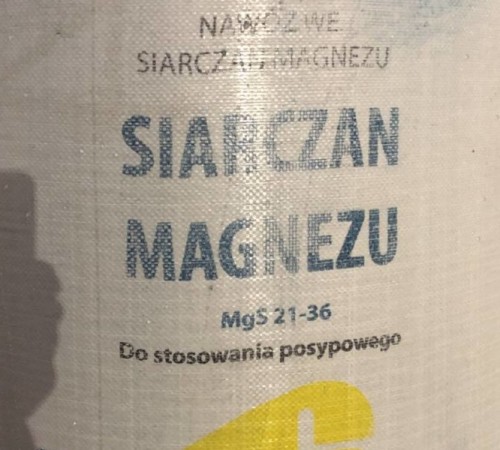 NAWÓZ WE
SIARCZAN MAGNEZU
SIARCZAN
MAGNEZU
MgS 21-36
Do stosowania posypowego